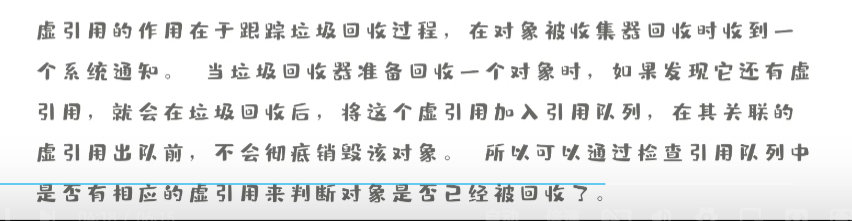 虚引用的作用在于跟踪垃圾回收过程，在对象被收集器回收时收到一
个系统通知。 当垃圾回收器准备回收一个对象时，如果发现它还有虚
引用，就会在垃圾回收后，将这个虚引用加入引用队列，在其关联的
虚引用出队前，不会彻底销毁该对象。 所以可以通过检查引用队列中
是否有相应的虚引用来判断对象是否已经被回收了。